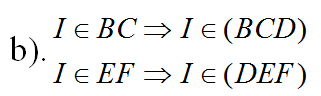 b). I ∈ BC ⇒ I ∈ (BCD)
I ∈ EF ⇒ I ∈ (DEF)